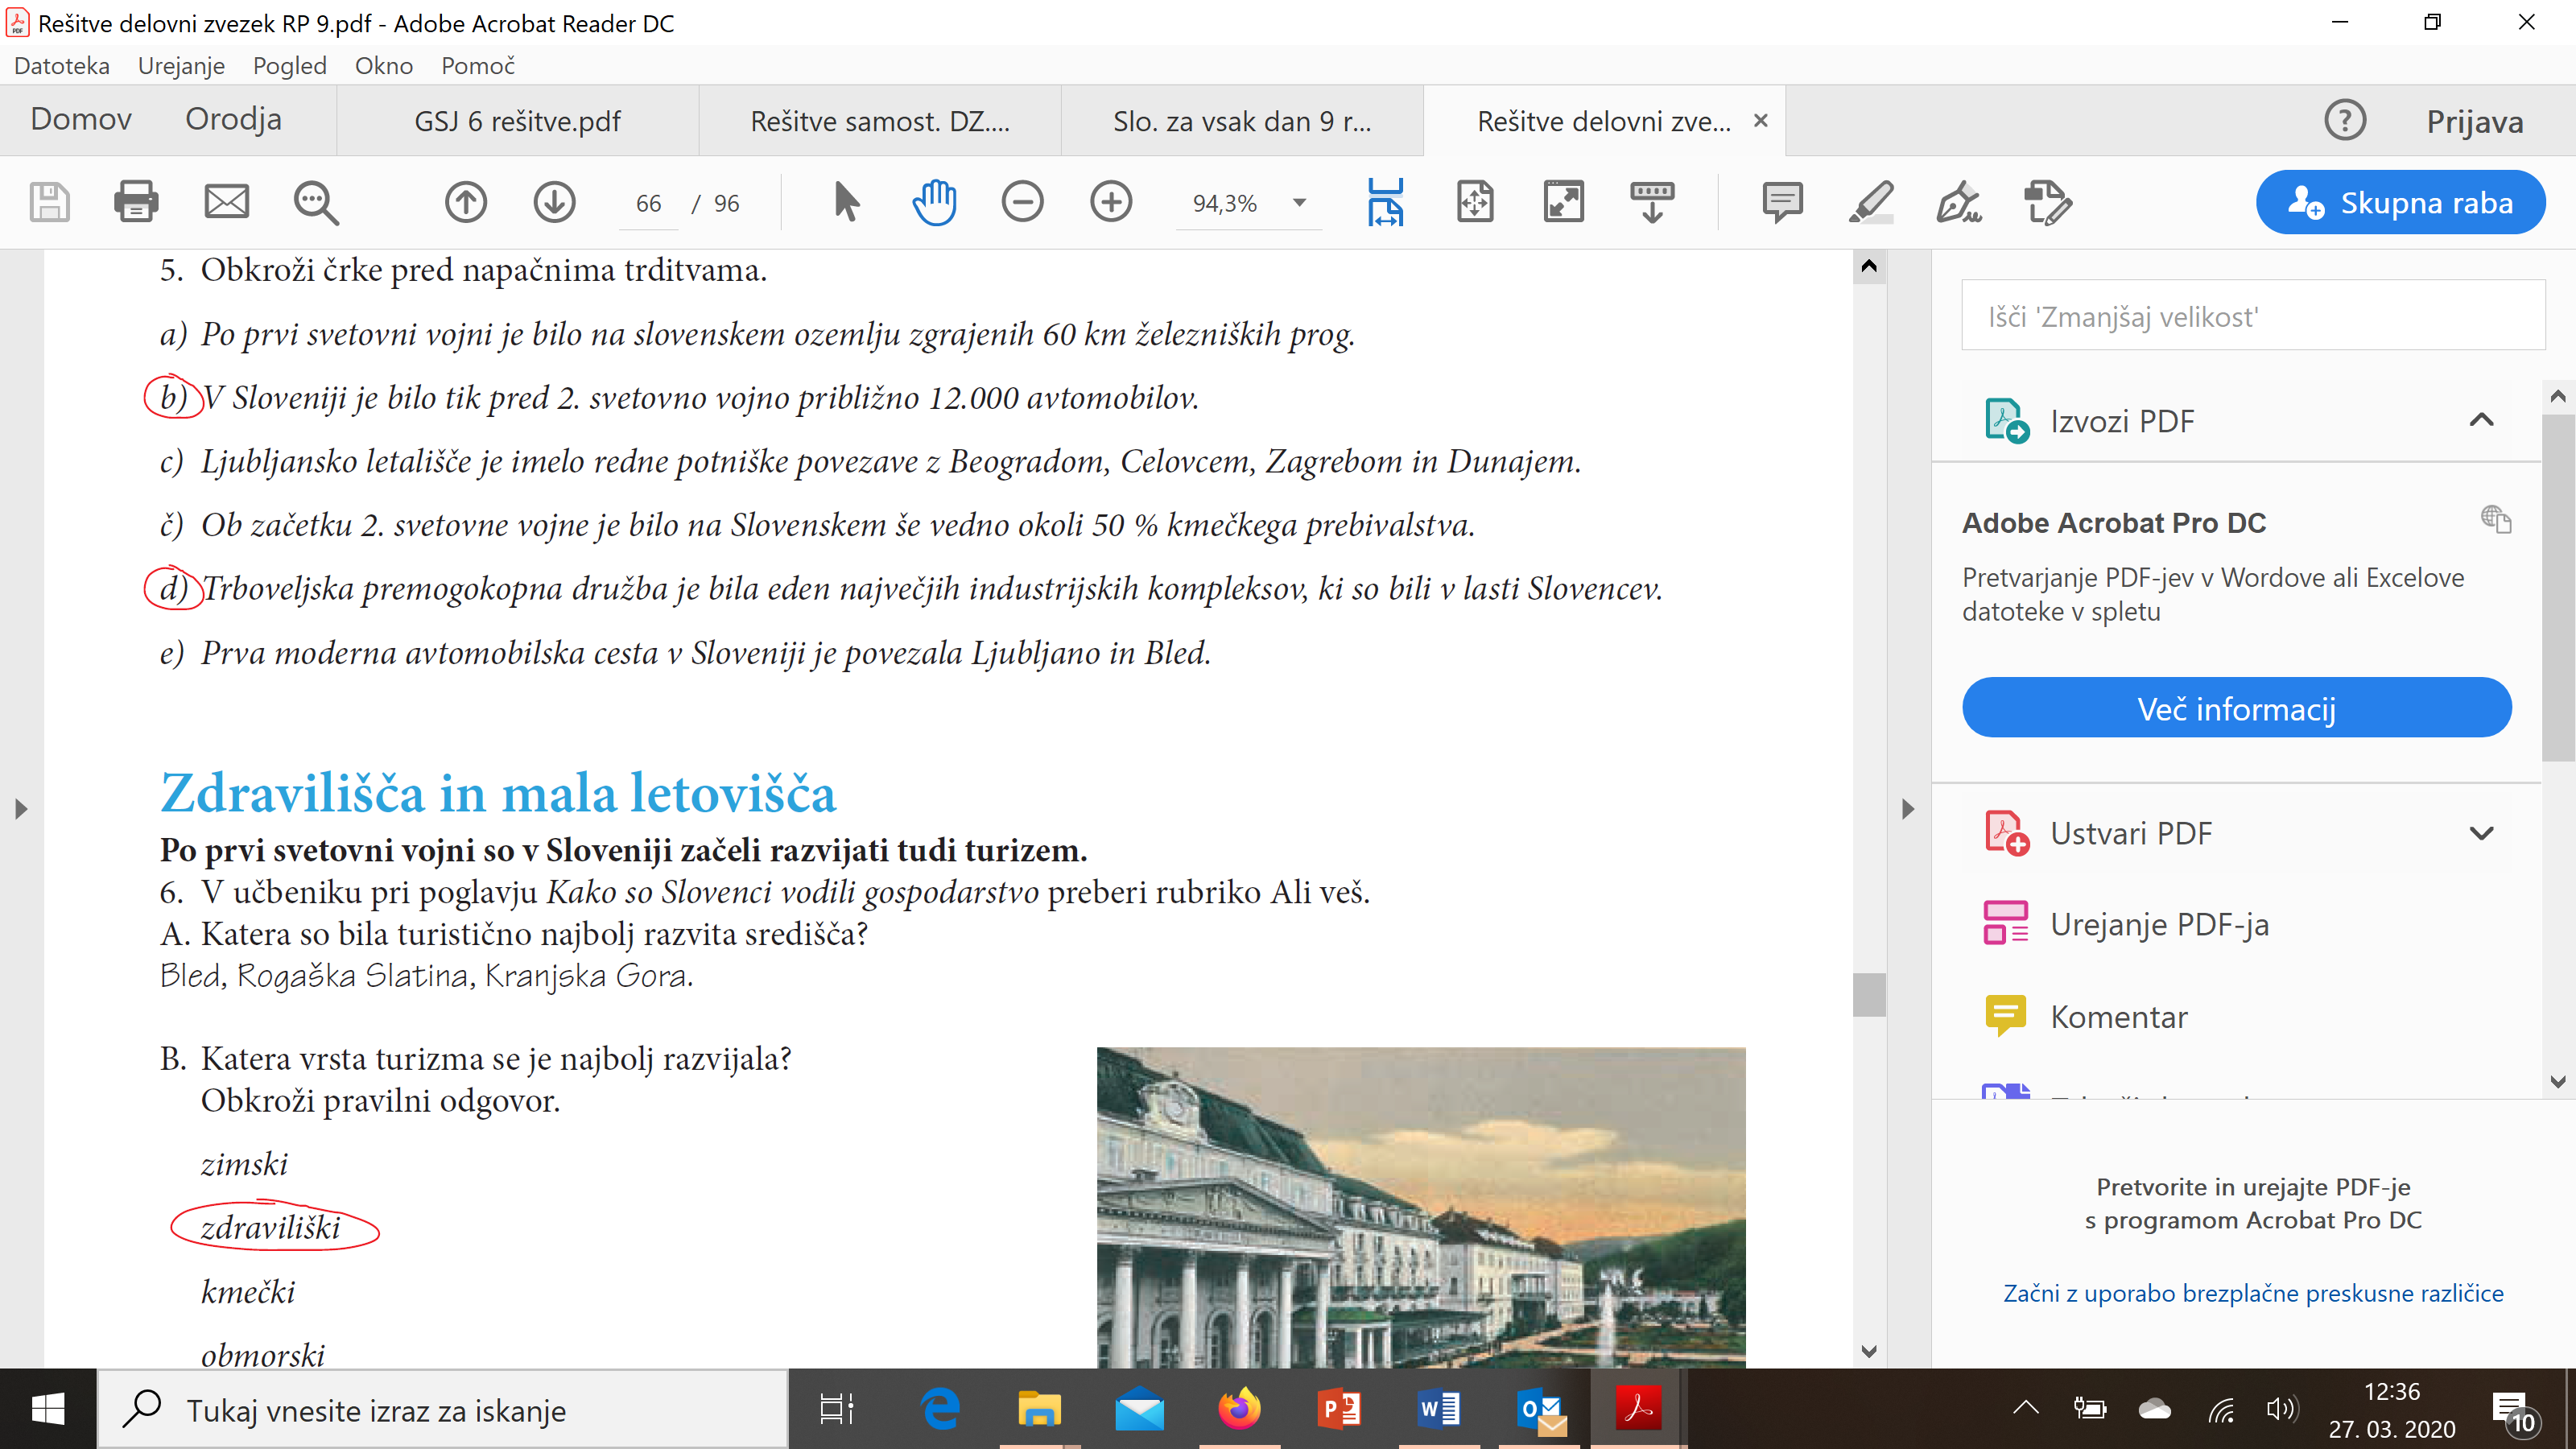 Rešitve delovni zvezek RP 9.pdf - Adobe Acrobat Reader DC
Datoteka Urejanje Pogled Okno Pomoč
Domov Orodja GSJ 6 rešitve.pdf Rešitve samost. DZ.... Slo. za vsak dan 9 r... Rešitve delovni zve... Prijava
66 / 96 94,3% Skupna raba
5. Obkroži črke pred napačnima trditvama.
a) Po prvi svetovni vojni je bilo na slovenskem ozemlju zgrajenih 60 km železniških prog.
b) V Sloveniji je bilo tik pred 2. svetovno vojno približno 12.000 avtomobilov.
c) Ljubljansko letališče je imelo redne potniške povezave z Beogradom, Celovcem, Zagrebom in Dunajem.
č) Ob začetku 2. svetovne vojne je bilo na Slovenskem še vedno okoli 50 % kmečkega prebivalstva.
d) Trboveljska premogokopna družba je bila eden največjih industrijskih kompleksov, ki so bili v lasti Slovencev.
e) Prva moderna avtomobilska cesta v Sloveniji je povezala Ljubljano in Bled.
Zdravilišča in mala letovišča
Po prvi svetovni vojni so v Sloveniji začeli razvijati tudi turizem.
6. V učbeniku pri poglavju Kako so Slovenci vodili gospodarstvo preberi rubriko Ali veš.
A. Katera so bila turistično najbolj razvita središča?
Bled, Rogaška Slatina, Kranjska Gora.
B. Katera vrsta turizma se je najbolj razvijala?
Obkroži pravilni odgovor.
zimski
zdraviliški
kmečki
obmorski
Išči 'Zmanjšaj velikost'
Izvozi PDF
Adobe Acrobat Pro DC
Pretvarjanje PDF-jev v Wordove ali Excelove
datoteke v spletu
Več informacij
Ustvari PDF
Urejanje PDF-ja
Komentar
Pretvorite in urejajte PDF-je
s programom Acrobat Pro DC
Začni z uporabo brezplačne preskusne različice
Tukaj vnesite izraz za iskanje
12:36
27. 03. 2020
10